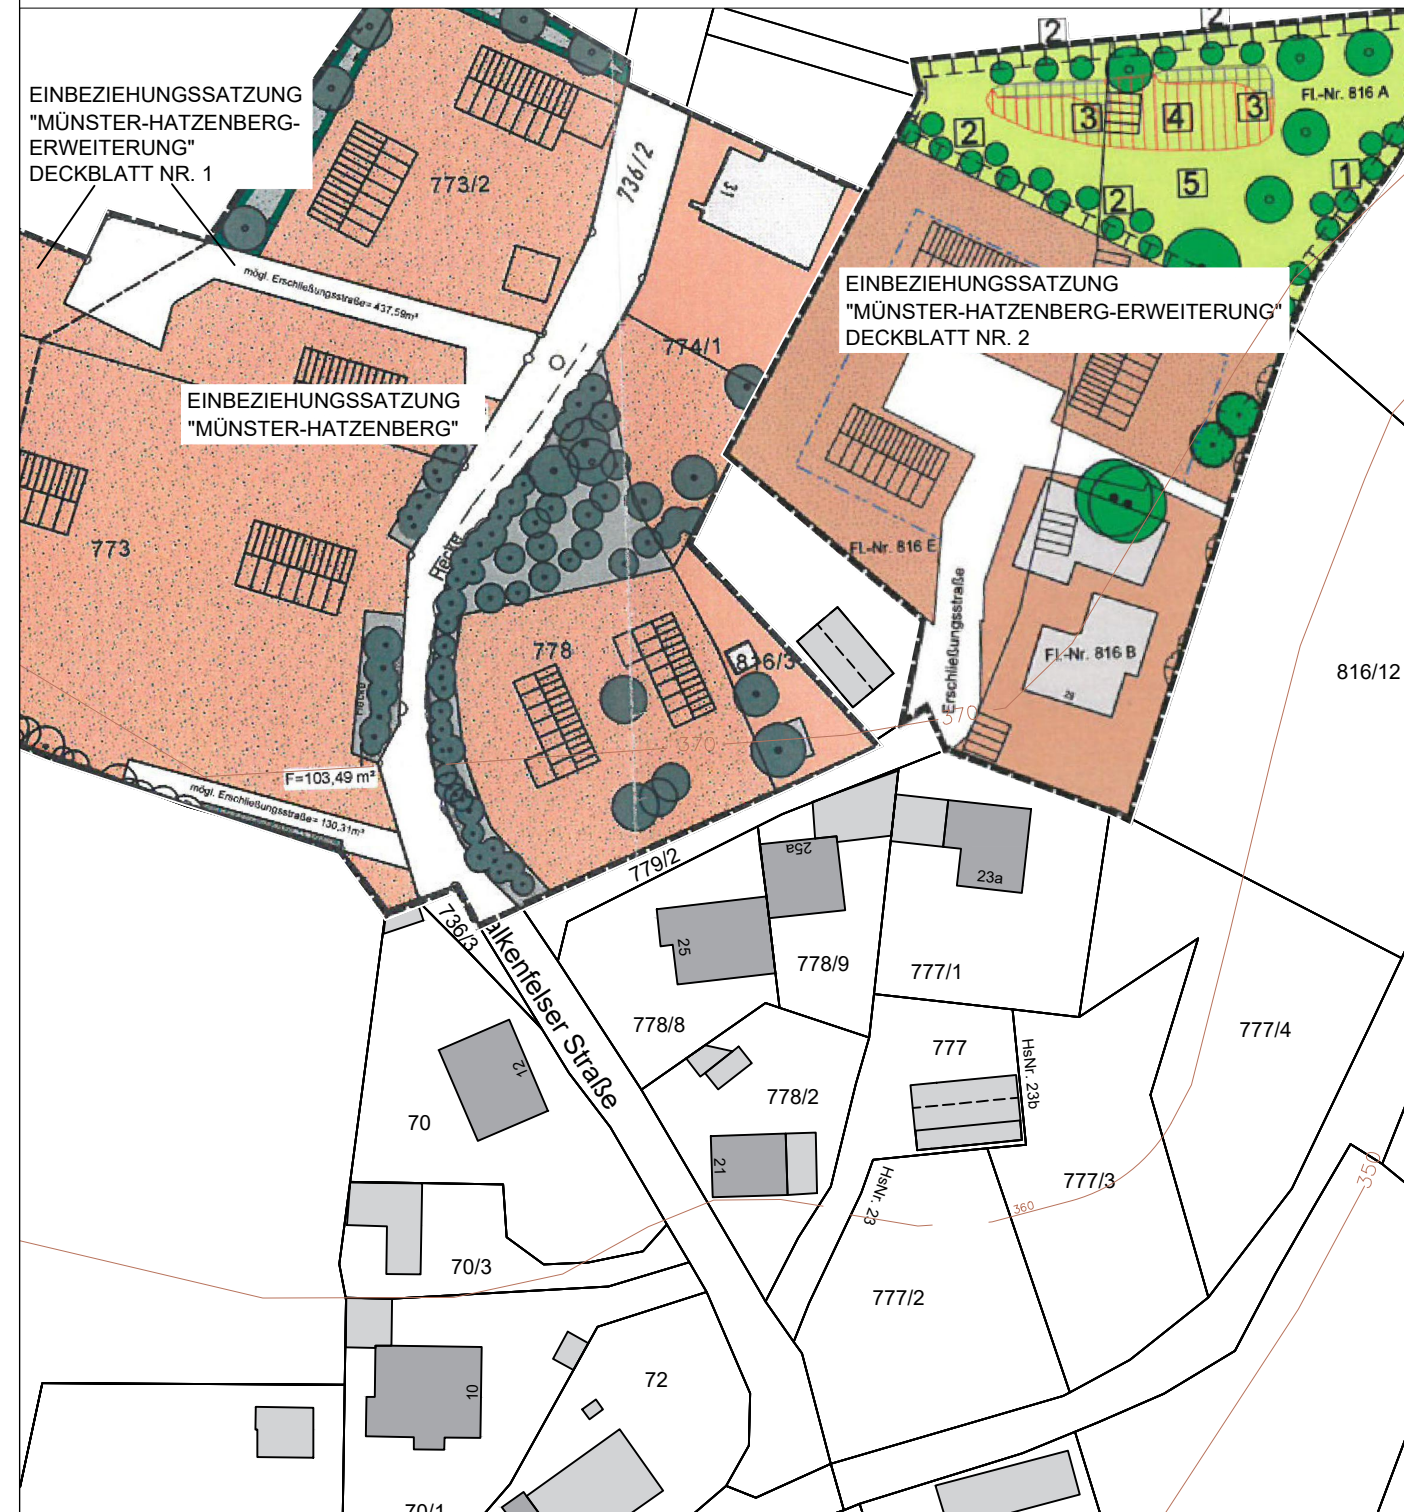 2
2
EINBEZIEHUNGSSATZUNG
"MÜNSTER-HATZENBERG-
ERWEITERUNG"
DECKBLATT NR. 1
Fl.-Nr. 816 A
3
4
3
2
736/2
773/2
31
1
5
2
mögl. Erschließungsstraße= 437,59m²
EINBEZIEHUNGSSATZUNG
"MÜNSTER-HATZENBERG-ERWEITERUNG"
DECKBLATT NR. 2
774/1
EINBEZIEHUNGSSATZUNG
"MÜNSTER-HATZENBERG"
773
Hecke
Fl.-Nr. 816 E
Erschließungsstraße
778
816/3
Fl.-Nr. 816 B
28
816/12
370
370
F=103,49 m²
mögl. Erschließungsstraße= 130,31m²
779/2
25a
23a
736/3
alkenfelser Straße
25
778/9
777/1
778/8
777
HsNr. 23b
777/4
12
778/2
70
21
777/3
350
HsNr. 23
360
70/3
777/2
72
10
70/1